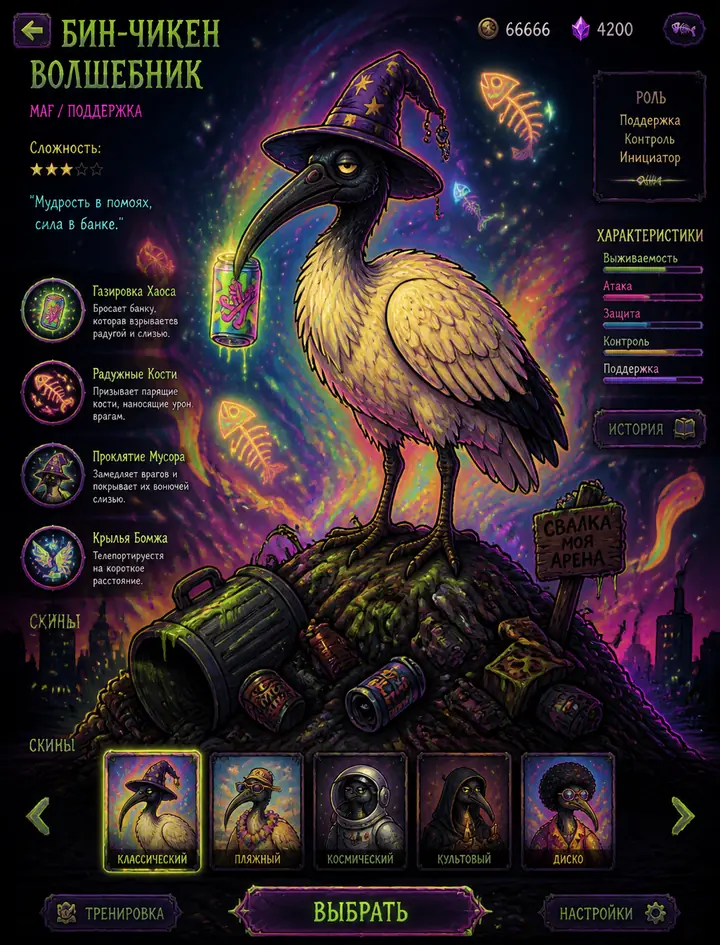 БИН-ЧИКЕН
ВОЛШЕБНИК
МАГ / ПОДДЕРЖКА
Сложность:
"Мудрость в помоях,
сила в банке."
66666
4200
РОЛЬ
Поддержка
Контроль
Инициатор
ХАРАКТЕРИСТИКИ
Выживаемость
Атака
Защита
Контроль
Поддержка
ИСТОРИЯ
Газировка Хаоса
Бросает банку,
которая взрывается
радугой и слизью.
Радужные Кости
Призывает парящие
кости, наносящие урон
врагам.
Проклятие Мусора
Замедляет врагов и
покрывает их вонючей
слизью.
Крылья Бомжа
Телепортируестя
на короткое
расстояние.
СВАЛКА
МОЯ
АРЕНА
СКИНЫ
СКИНЫ
КЛАССИЧЕСКИЙ
ПЛЯЖНЫЙ
КОСМИЧЕСКИЙ
КУЛЬТОВЫЙ
ДИСКО
ТРЕНИРОВКА
ВЫБРАТЬ
НАСТРОЙКИ